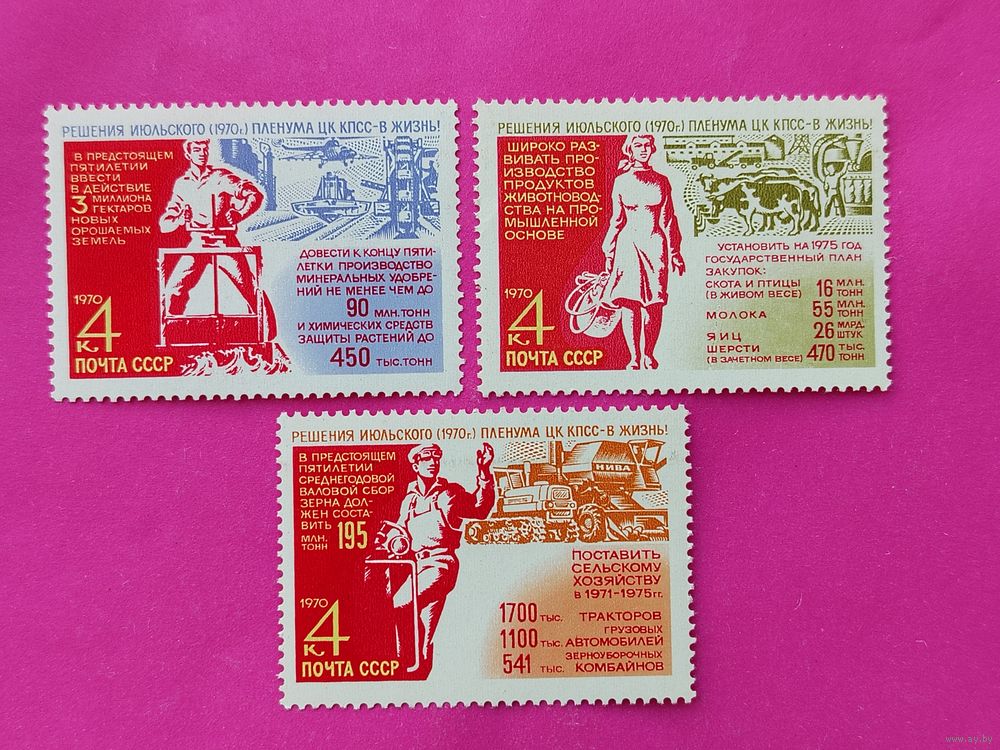 РЕШЕНИЯ ИЮЛЬСКОГО (1970г.) ПЛЕНУМА ЦК КПСС-В ЖИЗНЬ!
В ПРЕДСТОЯЩЕМ
ПЯТИЛЕТИИ
ВВЕСТИ
В ДЕЙСТВИЕ
3 МИЛЛИОНА
ГЕКТАРОВ
НОВЫХ
ОРОШАЕМЫХ
ЗЕМЕЛЬ
ДОВЕСТИ К КОНЦУ ПЯТИ-
ЛЕТКИ ПРОИЗВОДСТВО
МИНЕРАЛЬНЫХ УДОБРЕ-
НИЙ НЕ МЕНЕЕ ЧЕМ ДО
90 МЛН. ТОНН
И ХИМИЧЕСКИХ СРЕДСТВ
ЗАЩИТЫ РАСТЕНИЙ ДО
450 ТЫС. ТОНН
1970
4
К.
ПОЧТА СССР
РЕШЕНИЯ ИЮЛЬСКОГО (1970г.) ПЛЕНУМА ЦК КПСС-В ЖИЗНЬ!
ШИРОКО РАЗ-
ВИВАТЬ ПРО-
ИЗВОДСТВО
ПРОДУКТОВ
ЖИВОТНОВОД-
СТВА НА ПРО-
МЫШЛЕННОЙ
ОСНОВЕ
УСТАНОВИТЬ НА 1975 ГОД
ГОСУДАРСТВЕННЫЙ ПЛАН
ЗАКУПОК:
СКОТА И ПТИЦЫ
(В ЖИВОМ ВЕСЕ) 16 МЛН. ТОНН
МОЛОКА 55 МЛН. ТОНН
ЯИЦ 26 МЛРД. ШТУК
ШЕРСТИ
(В ЗАЧЕТНОМ ВЕСЕ) 470 ТЫС. ТОНН
1970
4
К.
ПОЧТА СССР
РЕШЕНИЯ ИЮЛЬСКОГО (1970г.) ПЛЕНУМА ЦК КПСС-В ЖИЗНЬ!
В ПРЕДСТОЯЩЕМ
ПЯТИЛЕТИИ
СРЕДНЕГОДОВОЙ
ВАЛОВОЙ СБОР
ЗЕРНА ДОЛ-
ЖЕН СОСТА-
ВИТЬ 195
МЛН.
ТОНН
НИВА
ПОСТАВИТЬ
СЕЛЬСКОМУ
ХОЗЯЙСТВУ
в 1971-1975гг.
1700 ТЫС. ТРАКТОРОВ
ГРУЗОВЫХ
1100 ТЫС. АВТОМОБИЛЕЙ
ЗЕРНОУБОРОЧНЫХ
541 ТЫС. КОМБАЙНОВ
1970
4
К.
ПОЧТА СССР
www.ay.by